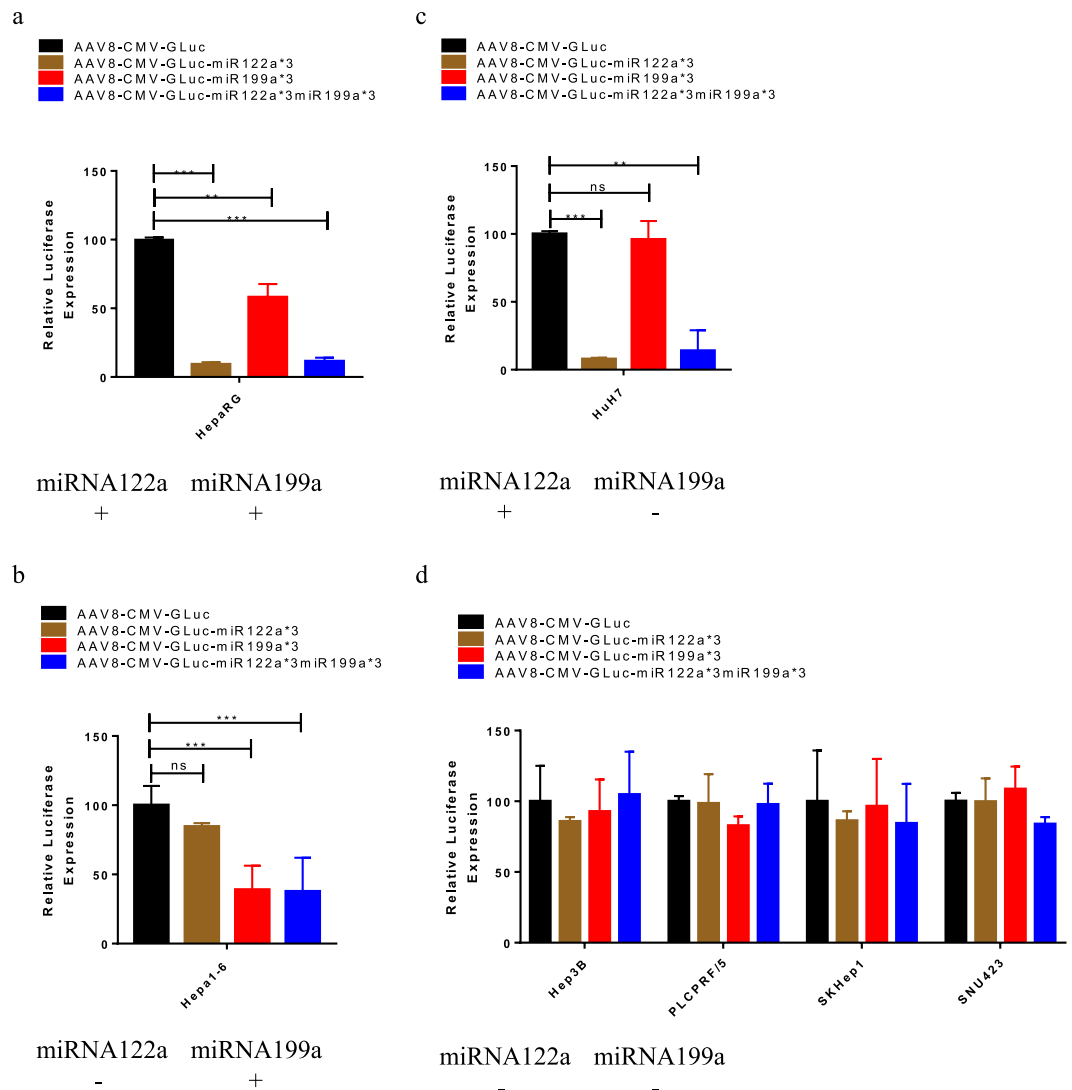 a
AAV8-CMV-GLuc
AAV8-CMV-GLuc-miR122a*3
AAV8-CMV-GLuc-miR199a*3
AAV8-CMV-GLuc-miR122a*3miR199a*3
Relative Luciferase
Expression
150
100
50
0
***
**
***
HepaRG
miRNA122a miRNA199a
+ +
c
AAV8-CMV-GLuc
AAV8-CMV-GLuc-miR122a*3
AAV8-CMV-GLuc-miR199a*3
AAV8-CMV-GLuc-miR122a*3miR199a*3
Relative Luciferase
Expression
150
100
50
0
**
ns
***
HuH7
miRNA122a miRNA199a
+ -
b
AAV8-CMV-GLuc
AAV8-CMV-GLuc-miR122a*3
AAV8-CMV-GLuc-miR199a*3
AAV8-CMV-GLuc-miR122a*3miR199a*3
Relative Luciferase
Expression
150
100
50
0
***
***
ns
Hepa1-6
miRNA122a miRNA199a
- +
d
AAV8-CMV-GLuc
AAV8-CMV-GLuc-miR122a*3
AAV8-CMV-GLuc-miR199a*3
AAV8-CMV-GLuc-miR122a*3miR199a*3
Relative Luciferase
Expression
150
100
50
0
Hep3B
PLCPRF/5
SKHep1
SNU423
miRNA122a miRNA199a
- -